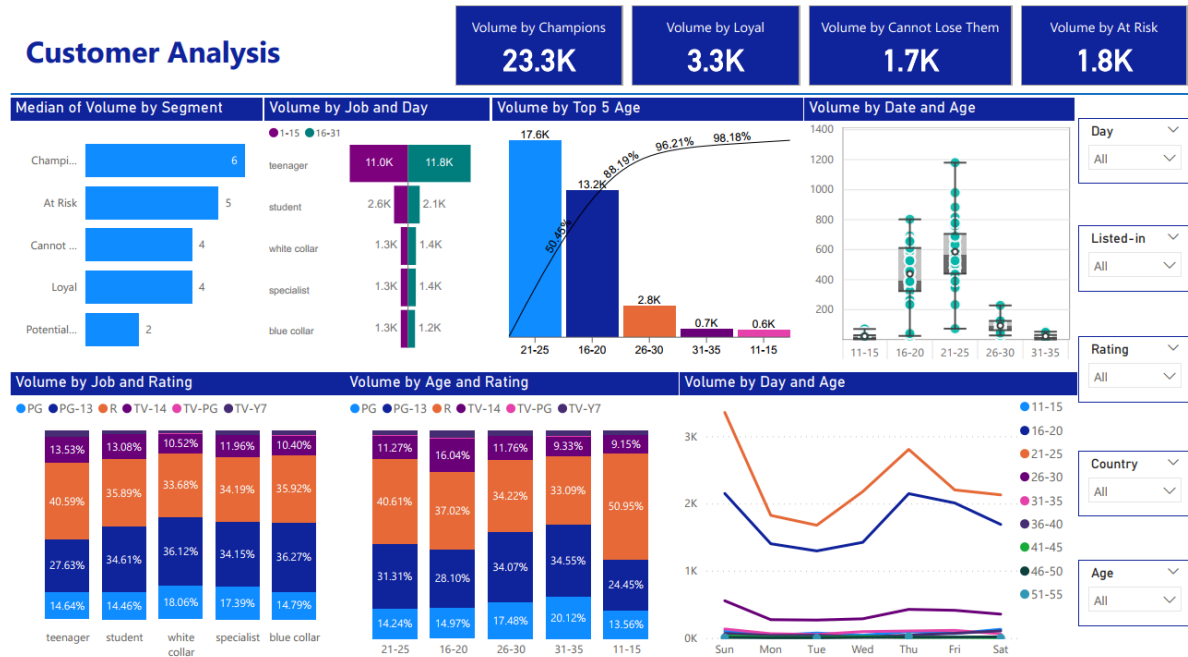 Customer Analysis
Volume by Champions
23.3K
Volume by Loyal
3.3K
Volume by Cannot Lose Them
1.7K
Volume by At Risk
1.8K
Median of Volume by Segment
Champi...
6
At Risk
5
Cannot ...
4
Loyal
4
Potential...
2
Volume by Job and Day
1-15 16-31
teenager
11.0K 11.8K
student
2.6K 2.1K
white collar
1.3K 1.4K
specialist
1.3K 1.4K
blue collar
1.3K 1.2K
Volume by Top 5 Age
17.6K
13.2K
2.8K
0.7K
0.6K
50.45%
88.19%
96.21%
98.18%
21-25 16-20 26-30 31-35 11-15
Volume by Date and Age
1400
1200
1000
800
600
400
200
11-15 16-20 21-25 26-30 31-35
Day
All
Listed-in
All
Rating
All
Country
All
Age
All
Volume by Job and Rating
PG PG-13 R TV-14 TV-PG TV-Y7
13.53% 13.08% 10.52% 11.96% 10.40%
40.59% 35.89% 33.68% 34.19% 35.92%
27.63% 34.61% 36.12% 34.15% 36.27%
14.64% 14.46% 18.06% 17.39% 14.79%
teenager student white collar specialist blue collar
Volume by Age and Rating
PG PG-13 R TV-14 TV-PG TV-Y7
11.27% 16.04% 11.76% 9.33% 9.15%
40.61% 37.02% 34.22% 33.09% 50.95%
31.31% 28.10% 34.07% 34.55% 24.45%
14.24% 14.97% 17.48% 20.12% 13.56%
21-25 16-20 26-30 31-35 11-15
Volume by Day and Age
3K
2K
1K
0K
Sun Mon Tue Wed Thu Fri Sat
11-15
16-20
21-25
26-30
31-35
36-40
41-45
46-50
51-55